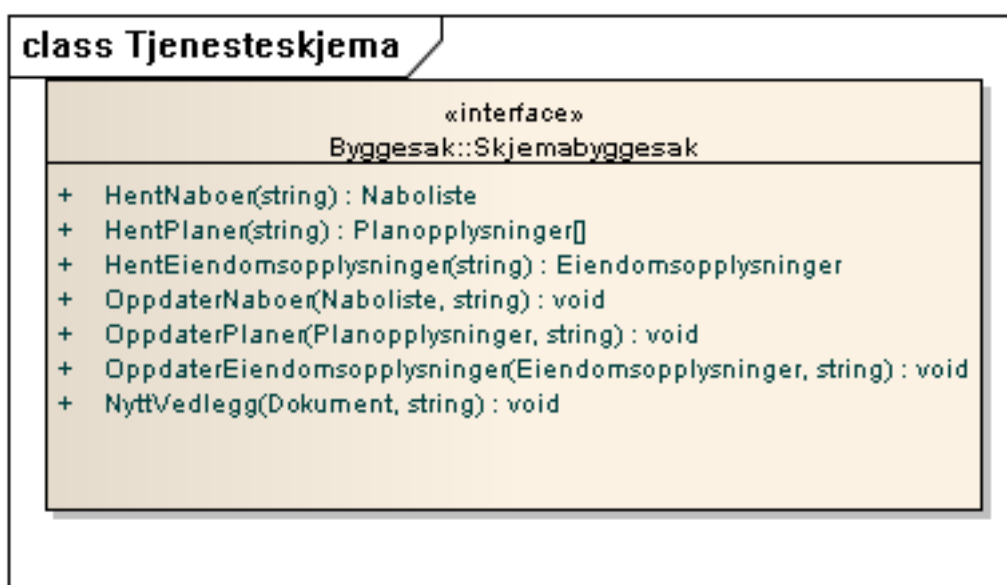 class Tjenesteskjema
«interface»
Byggesak::Skjemabyggesak
+ HentNaboer(string) : Naboliste
+ HentPlaner(string) : Planopplysninger[]
+ HentEiendomsopplysninger(string) : Eiendomsopplysninger
+ OppdaterNaboer(Naboliste, string) : void
+ OppdaterPlaner(Planopplysninger, string) : void
+ OppdaterEiendomsopplysninger(Eiendomsopplysninger, string) : void
+ NyttVedlegg(Dokument, string) : void